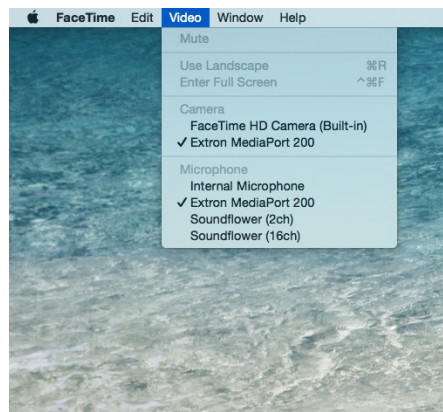 FaceTime Edit Video Window Help
Mute
Use Landscape ⌘R
Enter Full Screen ^⌘F
Camera
FaceTime HD Camera (Built-in)
✓ Extron MediaPort 200
Microphone
Internal Microphone
✓ Extron MediaPort 200
Soundflower (2ch)
Soundflower (16ch)